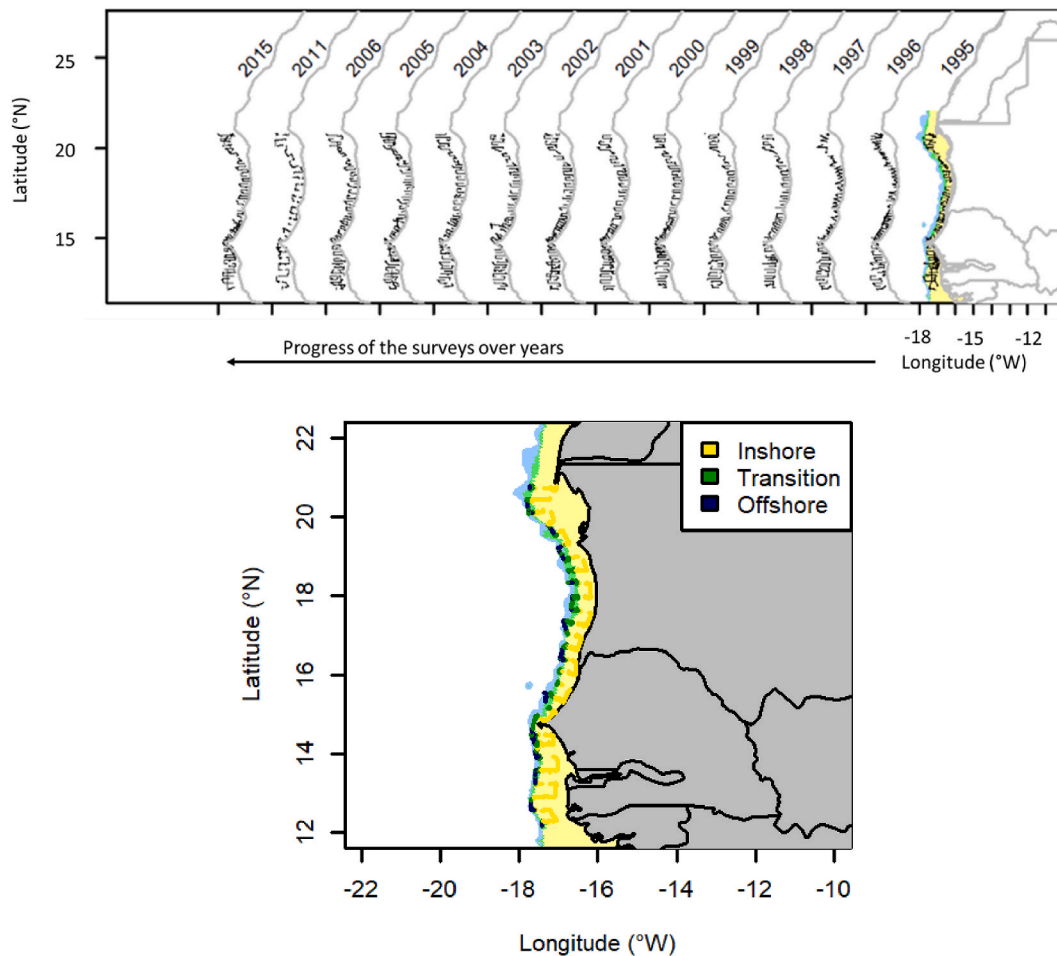 2015 2011 2006 2005 2004 2003 2002 2001 2000 1999 1998 1997 1996 1995
25
20
15
Latitude (°N)
-18 -15 -12
Progress of the surveys over years
Longitude (°W)
22
20
18
16
14
12
Latitude (°N)
Inshore
Transition
Offshore
-22 -20 -18 -16 -14 -12 -10
Longitude (°W)